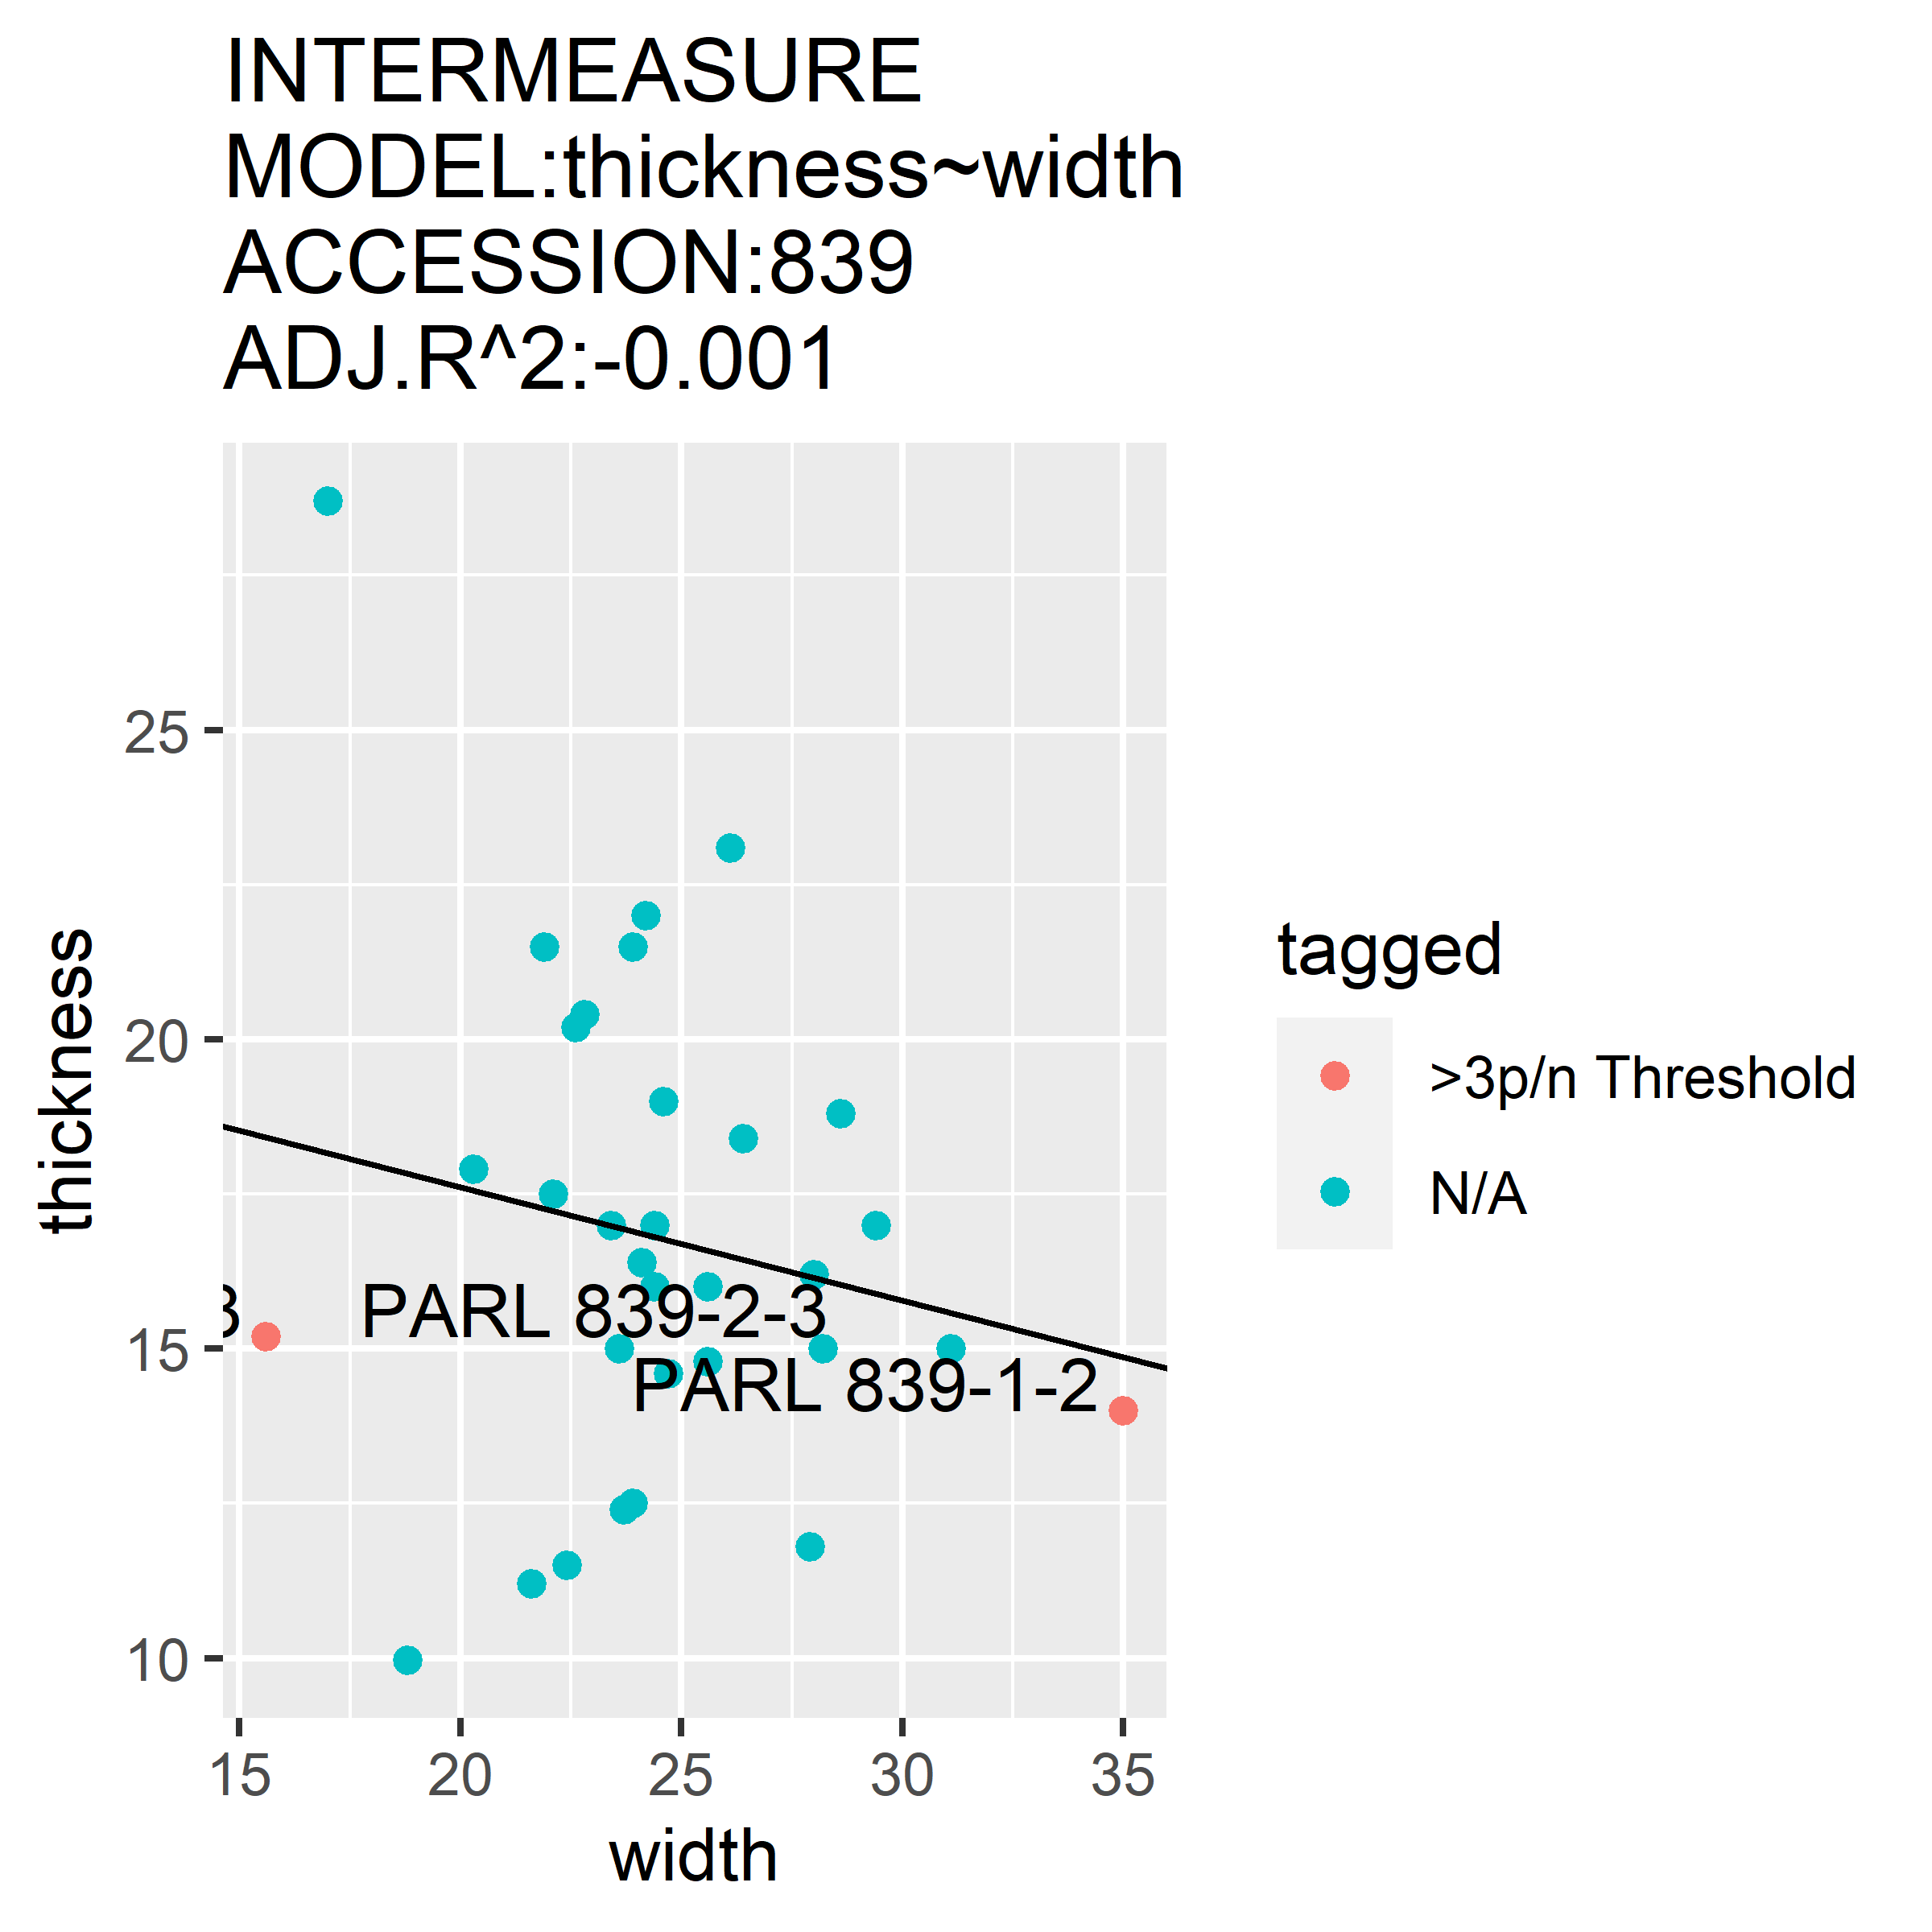 INTERMEASURE
MODEL:thickness~width
ACCESSION:839
ADJ.R^2:-0.001
25
20
15
10
thickness
3
PARL 839-2-3
PARL 839-1-2
15 20 25 30 35
width
tagged
>3p/n Threshold
N/A